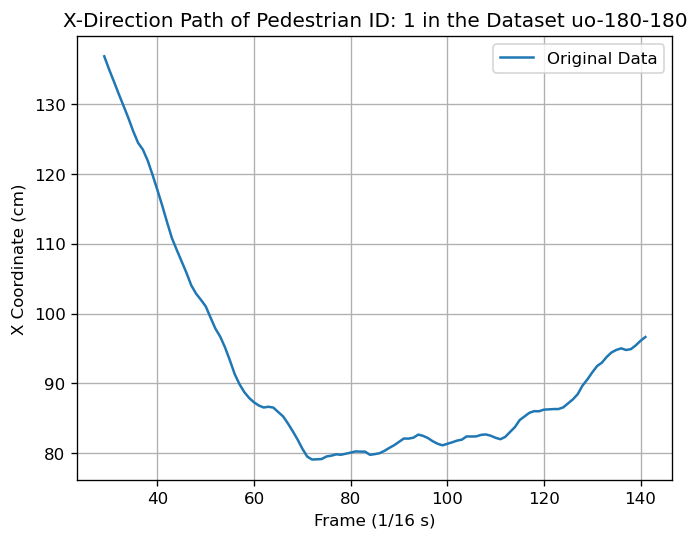 X-Direction Path of Pedestrian ID: 1 in the Dataset uo-180-180
Original Data
130
120
110
100
90
80
X Coordinate (cm)
40 60 80 100 120 140
Frame (1/16 s)